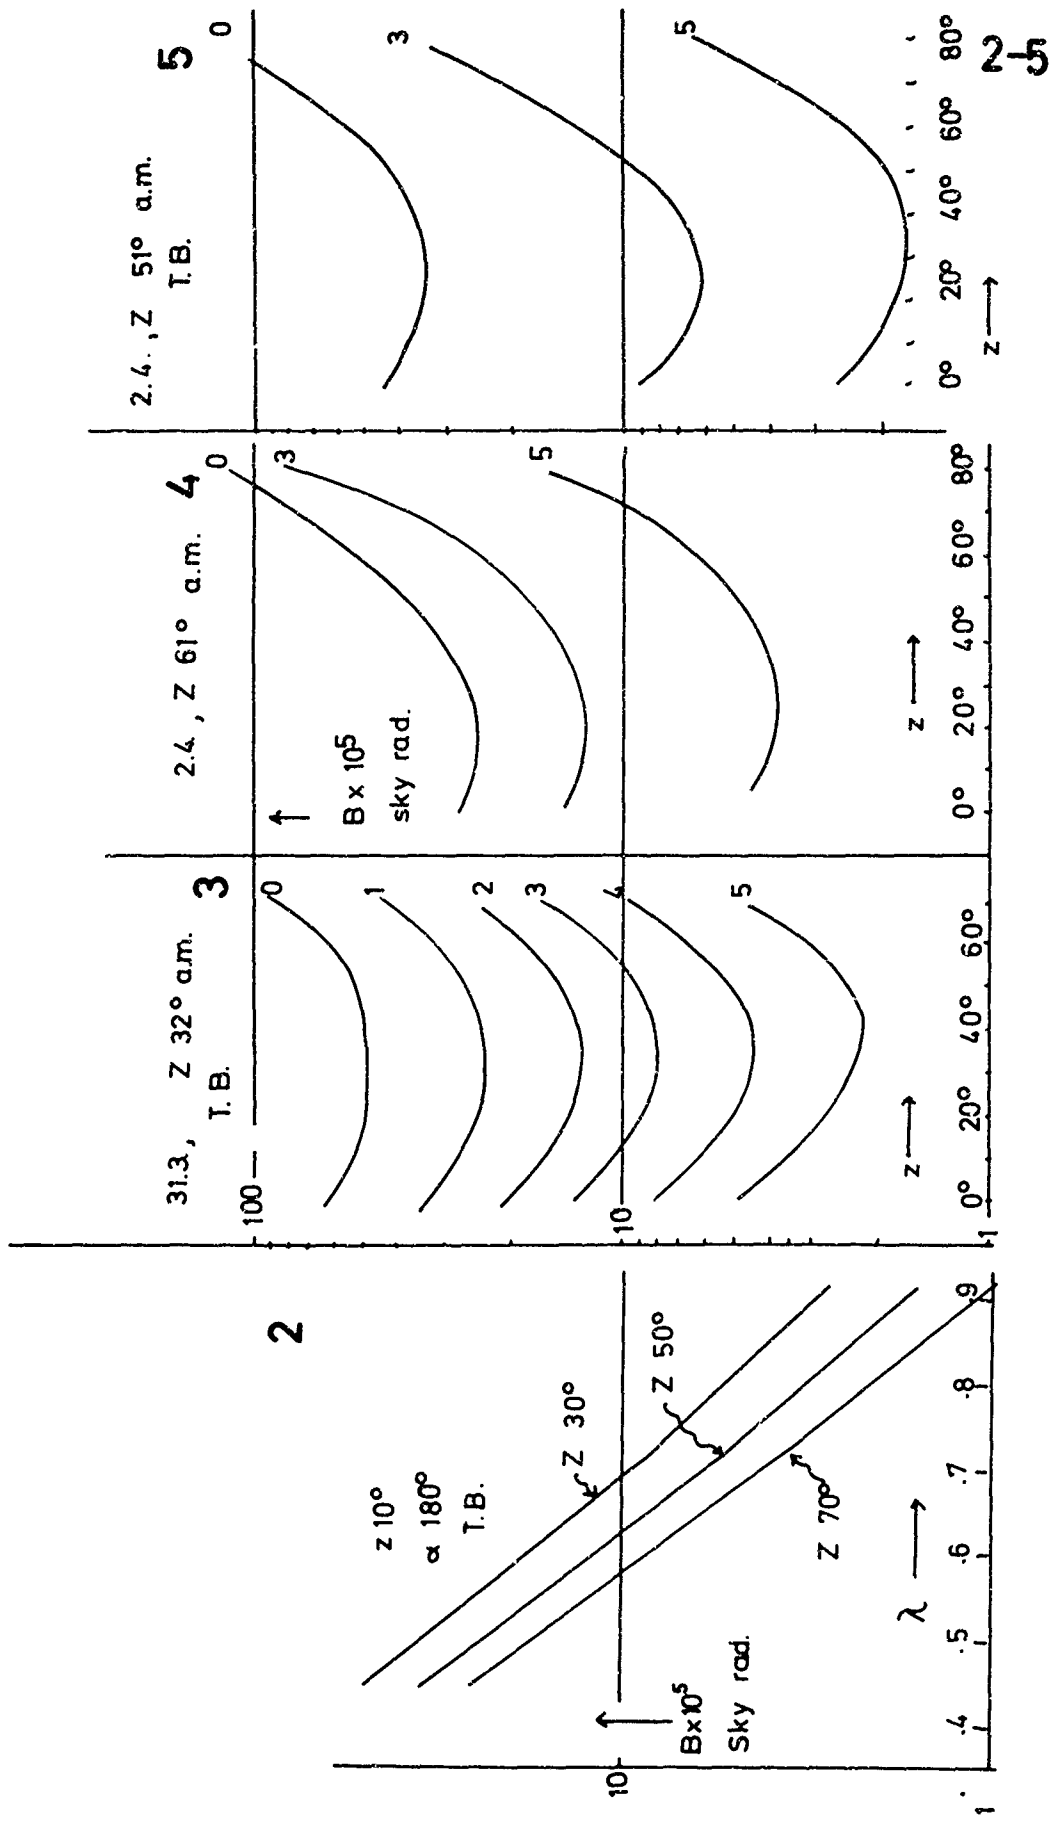 2
z 10°
α 180°
T.B.
Z 30°
Z 50°
Z 70°
10
1
B x 10⁵
Sky rad.
.4 .5 .6 .7 .8 .9
λ →
31.3., Z 32° a.m.
T. B.
3
100
10
1
0
1
2
3
4
5
0° 20° 40° 60°
z →
2.4., Z 61° a.m.
4
B x 10⁵
sky rad.
0
3
5
0° 20° 40° 60° 80°
z →
2.4., Z 51° a.m.
T.B.
5
0
3
5
0° 20° 40° 60° 80°
z →
2-5